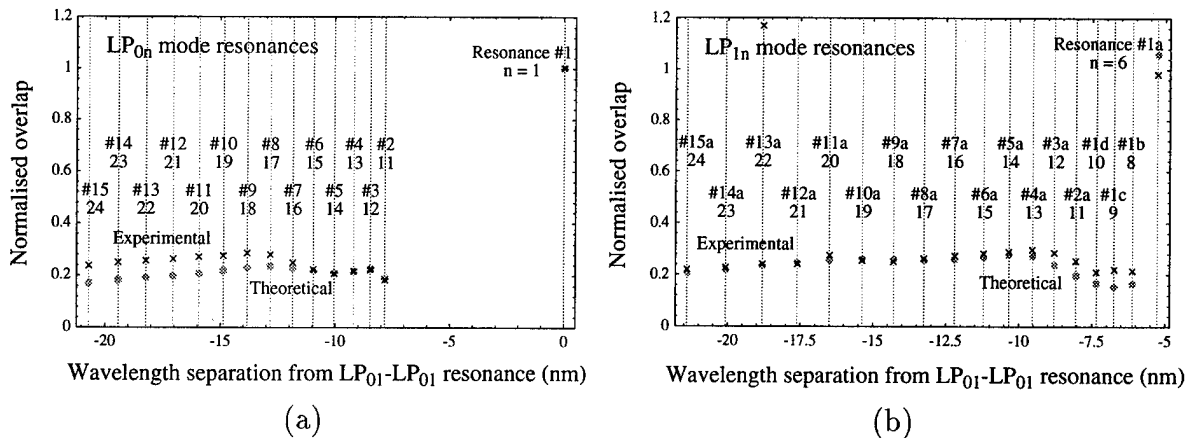 LP0n mode resonances
Resonance #1
n = 1
#14 #12 #10 #8 #6 #4 #2
23 21 19 17 15 13 11
#15 #13 #11 #9 #7 #5 #3
24 22 20 18 16 14 12
Experimental
Theoretical
Normalised overlap
1.2
1
0.8
0.6
0.4
0.2
0
-20 -15 -10 -5 0
Wavelength separation from LP01-LP01 resonance (nm)
(a)
LP1n mode resonances
Resonance #1a
n = 6
#15a #13a #11a #9a #7a #5a #3a #1d #1b
24 22 20 18 16 14 12 10 8
#14a #12a #10a #8a #6a #4a #2a #1c
23 21 19 17 15 13 11 9
Experimental
Theoretical
Normalised overlap
1.2
1
0.8
0.6
0.4
0.2
0
-20 -17.5 -15 -12.5 -10 -7.5 -5
Wavelength separation from LP01-LP01 resonance (nm)
(b)